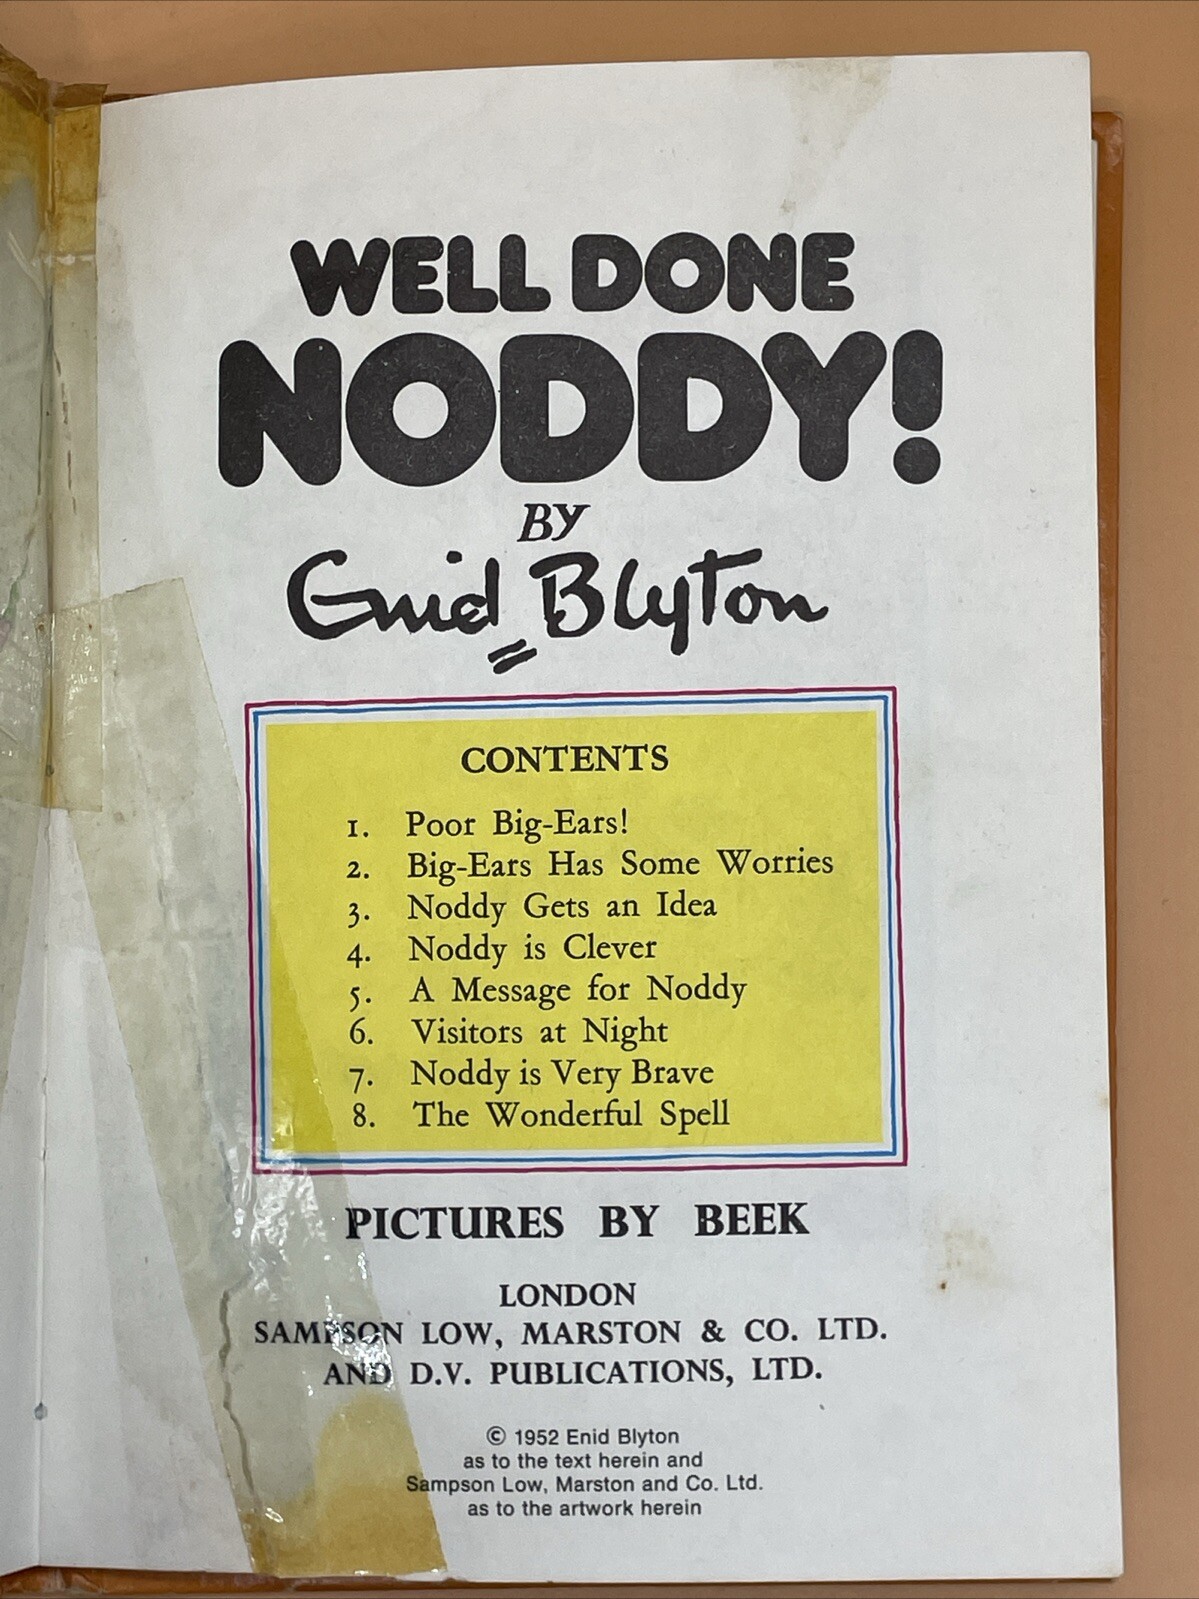 WELL DONE
NODDY!
BY
Enid Blyton
CONTENTS
1. Poor Big-Ears!
2. Big-Ears Has Some Worries
3. Noddy Gets an Idea
4. Noddy is Clever
5. A Message for Noddy
6. Visitors at Night
7. Noddy is Very Brave
8. The Wonderful Spell
PICTURES BY BEEK
LONDON
SAMPSON LOW, MARSTON & CO. LTD.
AND D.V. PUBLICATIONS, LTD.
© 1952 Enid Blyton
as to the text herein and
Sampson Low, Marston and Co. Ltd.
as to the artwork herein